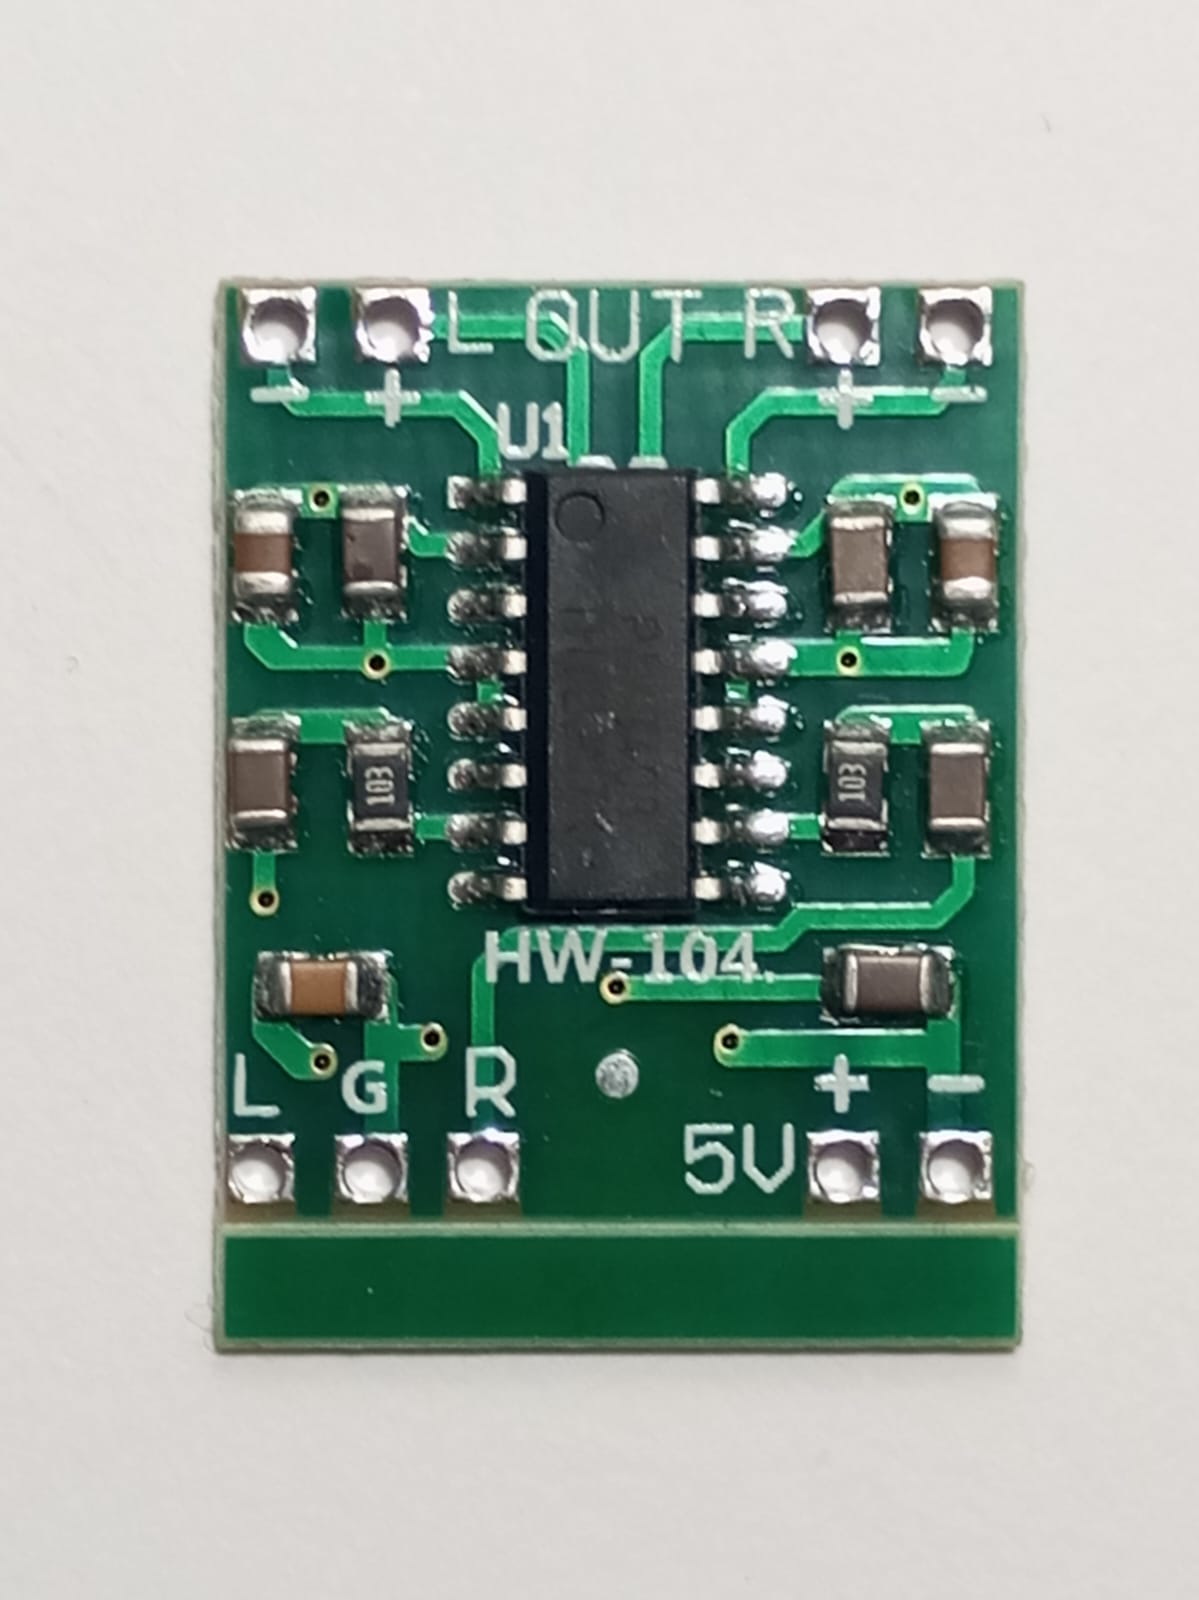 L OUT R
- + + -
U1
103 103
HW-104.
L G R + -
5V